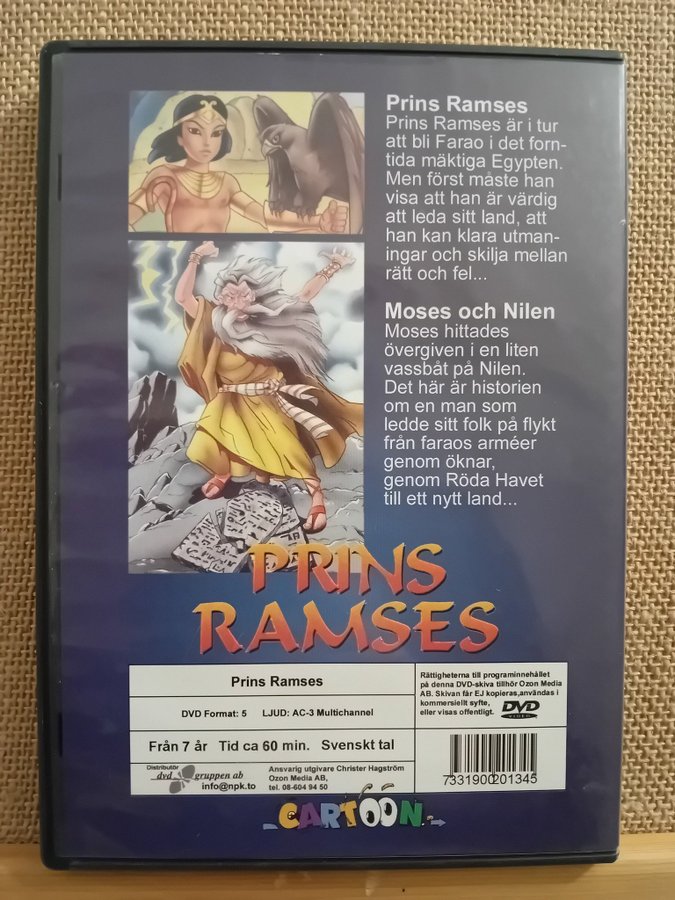 Prins Ramses
Prins Ramses är i tur
att bli Farao i det forn-
tida mäktiga Egypten.
Men först måste han
visa att han är värdig
att leda sitt land, att
han kan klara utman-
ingar och skilja mellan
rätt och fel...
Moses och Nilen
Moses hittades
övergiven i en liten
vassbåt på Nilen.
Det här är historien
om en man som
ledde sitt folk på flykt
från faraos arméer
genom öknar,
genom Röda Havet
till ett nytt land...
PRINS
RAMSES
Prins Ramses
DVD Format: 5 LJUD: AC-3 Multichannel
Från 7 år Tid ca 60 min. Svenskt tal
Distributör
dvd gruppen ab
info@npk.to
Ansvarig utgivare Christer Hagström
Ozon Media AB,
tel. 08-604 94 50
Rättigheterna till programinnehållet
på denna DVD-skiva tillhör Ozon Media
AB. Skivan får EJ kopieras,användas i
kommersiellt syfte,
eller visas offentligt.
DVD
VIDEO
7331900201345
CARTOON